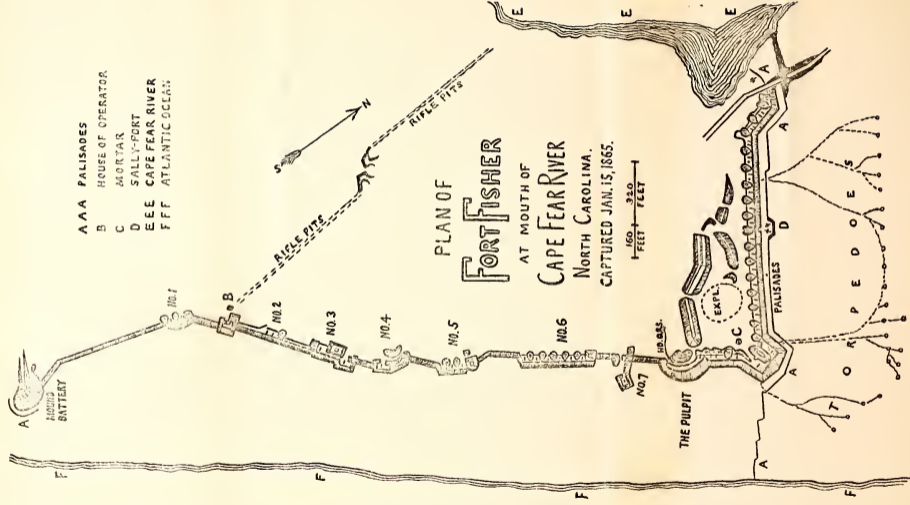 PLAN OF
FORT FISHER
AT MOUTH OF
CAPE FEAR RIVER
NORTH CAROLINA.
CAPTURED JAN. 15, 1865.
160 320
FEET FEET
AAA PALISADES
B HOUSE OF OPERATOR
C MORTAR
D SALLY-PORT
EEE CAPE FEAR RIVER
FFF ATLANTIC OCEAN
S
N
RIFLE PITS
RIFLE PITS
A
MOUND
BATTERY
NO.1
B
NO.2
NO.3
NO.4
NO.5
NO.6
NO.7
HDQRS.
THE PULPIT
EXPL.
C
PALISADES
D
A
A
A
A
E
E
E
F
F
F
F
TORPEDOES